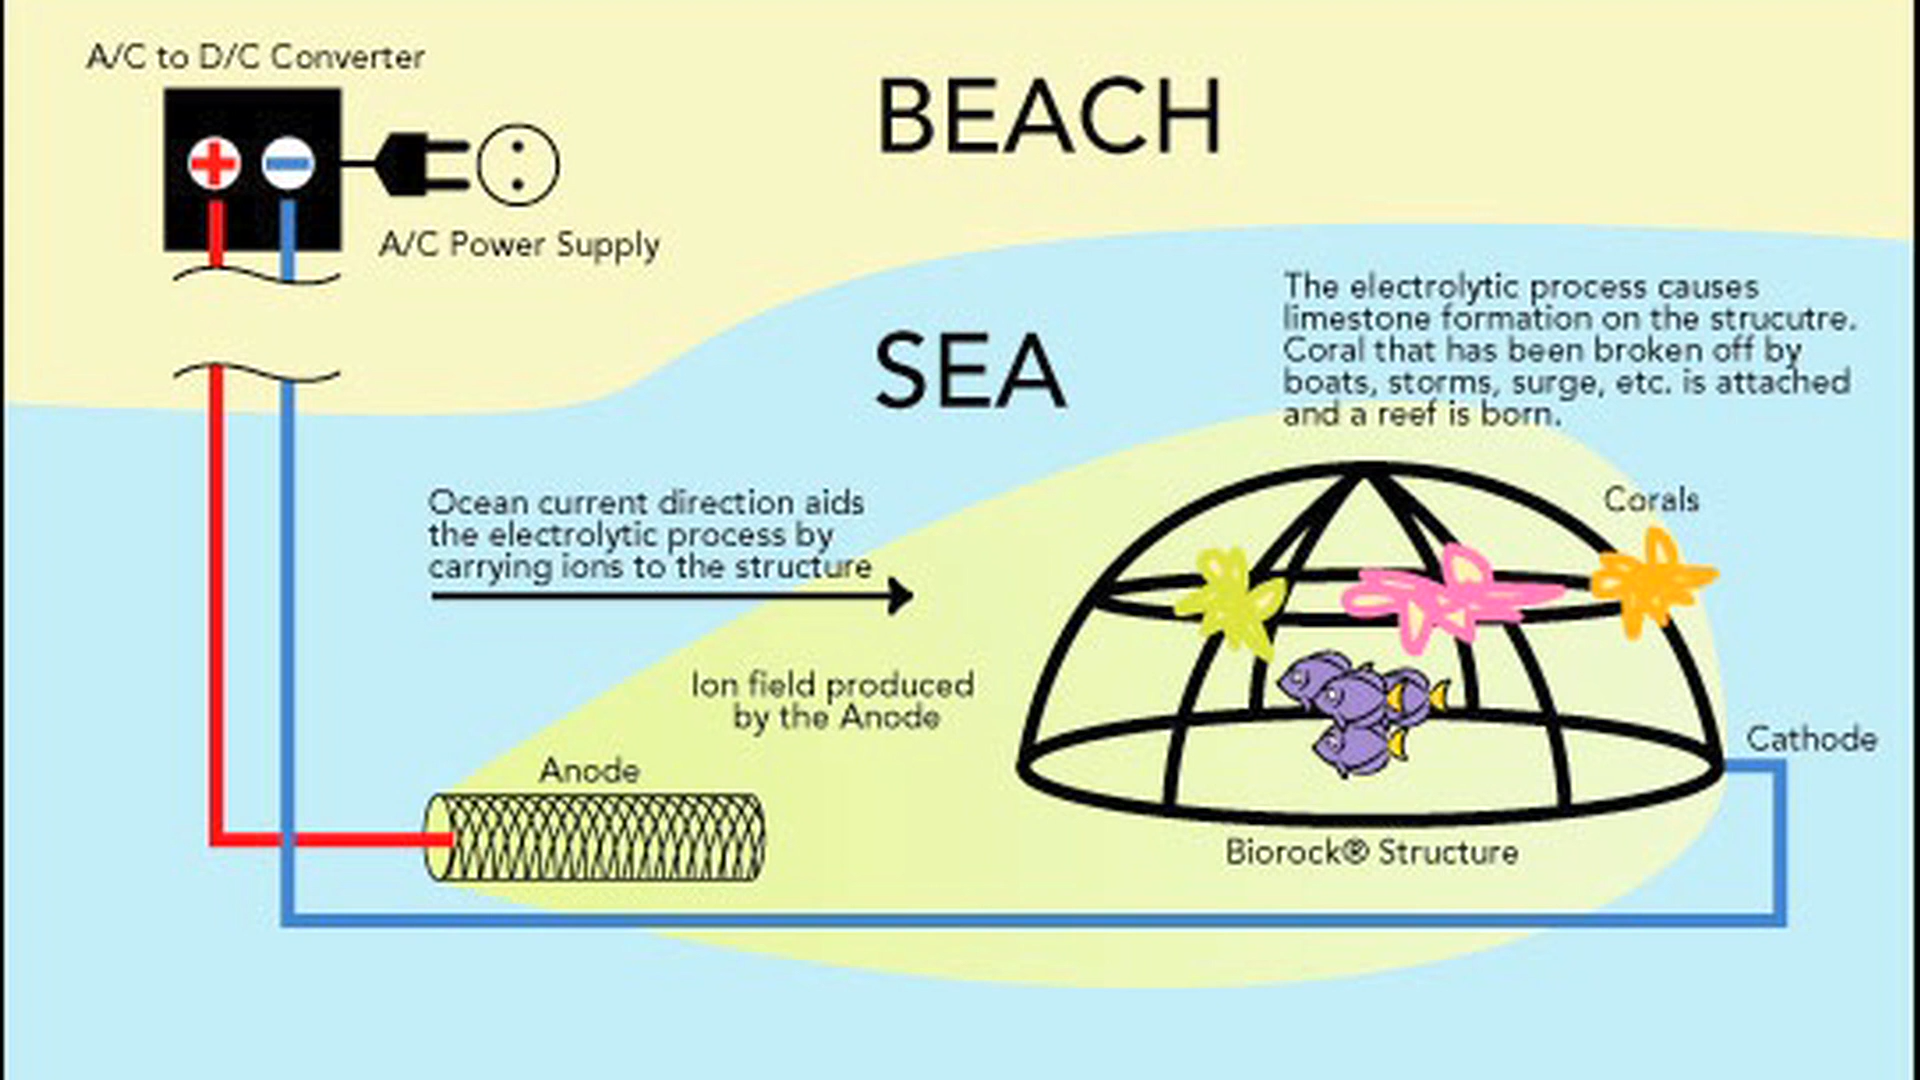 A/C to D/C Converter
BEACH
A/C Power Supply
The electrolytic process causes
limestone formation on the strucutre.
Coral that has been broken off by
boats, storms, surge, etc. is attached
and a reef is born.
SEA
Ocean current direction aids
the electrolytic process by
carrying ions to the structure
Corals
Ion field produced
by the Anode
Cathode
Anode
Biorock® Structure